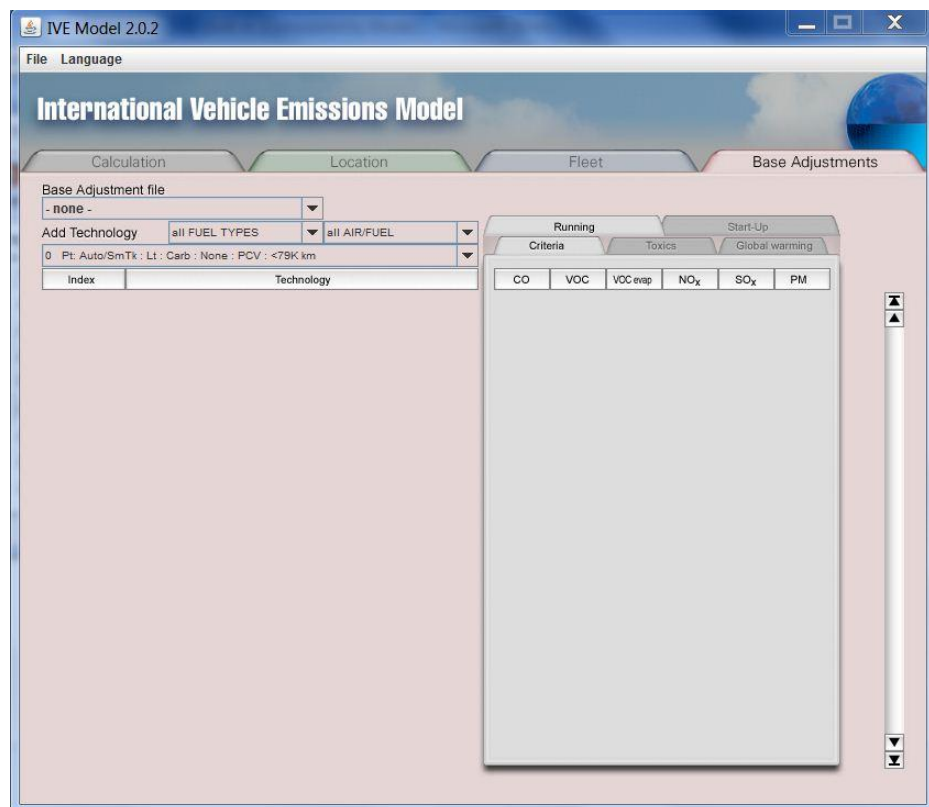 IVE Model 2.0.2
File Language
International Vehicle Emissions Model
Calculation Location Fleet Base Adjustments
Base Adjustment file
- none -
Add Technology all FUEL TYPES all AIR/FUEL
0 Pt: Auto/SmTk : Lt : Carb : None : PCV : <79K km
Index Technology
Running Start-Up
Criteria Toxics Global warming
CO VOC VOC evap NOx SOx PM